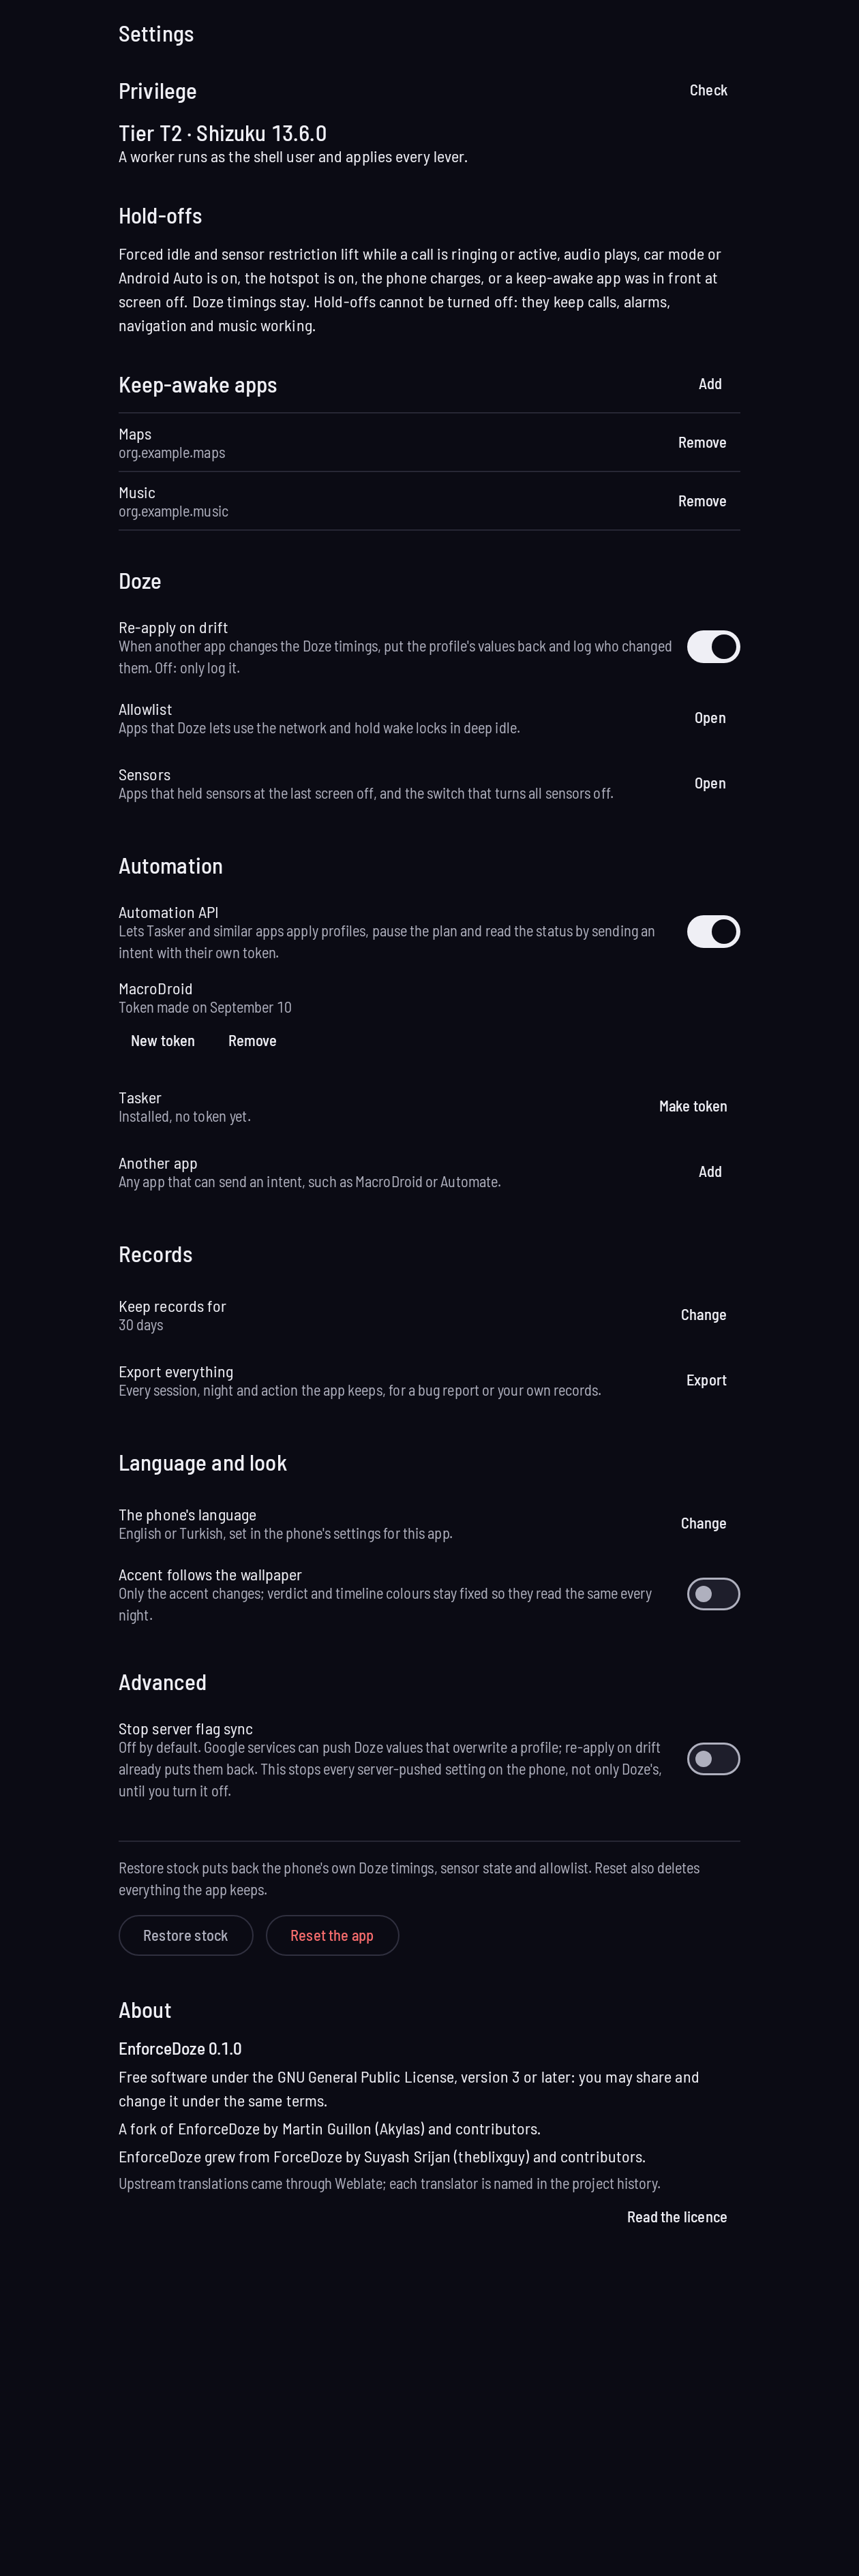 Settings
Privilege
Check
Tier T2 · Shizuku 13.6.0
A worker runs as the shell user and applies every lever.
Hold-offs
Forced idle and sensor restriction lift while a call is ringing or active, audio plays, car mode or
Android Auto is on, the hotspot is on, the phone charges, or a keep-awake app was in front at
screen off. Doze timings stay. Hold-offs cannot be turned off: they keep calls, alarms,
navigation and music working.
Keep-awake apps
Add
Maps
org.example.maps
Remove
Music
org.example.music
Remove
Doze
Re-apply on drift
When another app changes the Doze timings, put the profile's values back and log who changed
them. Off: only log it.
Allowlist
Apps that Doze lets use the network and hold wake locks in deep idle.
Open
Sensors
Apps that held sensors at the last screen off, and the switch that turns all sensors off.
Open
Automation
Automation API
Lets Tasker and similar apps apply profiles, pause the plan and read the status by sending an
intent with their own token.
MacroDroid
Token made on September 10
New token
Remove
Tasker
Installed, no token yet.
Make token
Another app
Any app that can send an intent, such as MacroDroid or Automate.
Add
Records
Keep records for
30 days
Change
Export everything
Every session, night and action the app keeps, for a bug report or your own records.
Export
Language and look
The phone's language
English or Turkish, set in the phone's settings for this app.
Change
Accent follows the wallpaper
Only the accent changes; verdict and timeline colours stay fixed so they read the same every
night.
Advanced
Stop server flag sync
Off by default. Google services can push Doze values that overwrite a profile; re-apply on drift
already puts them back. This stops every server-pushed setting on the phone, not only Doze's,
until you turn it off.
Restore stock puts back the phone's own Doze timings, sensor state and allowlist. Reset also deletes
everything the app keeps.
Restore stock
Reset the app
About
EnforceDoze 0.1.0
Free software under the GNU General Public License, version 3 or later: you may share and
change it under the same terms.
A fork of EnforceDoze by Martin Guillon (Akylas) and contributors.
EnforceDoze grew from ForceDoze by Suyash Srijan (theblixguy) and contributors.
Upstream translations came through Weblate; each translator is named in the project history.
Read the licence